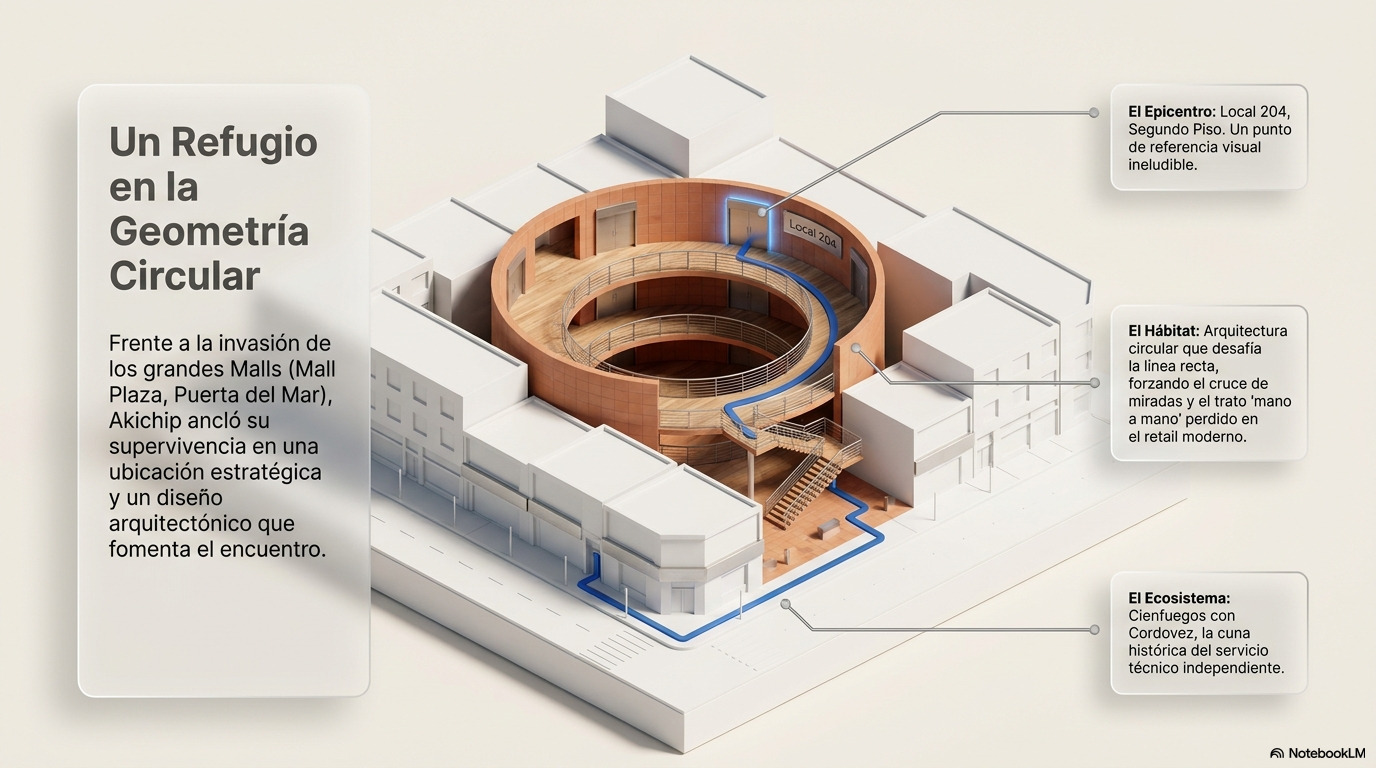 Un Refugio
en la
Geometría
Circular
Frente a la invasión de
los grandes Malls (Mall
Plaza, Puerta del Mar),
Akichip ancló su
supervivencia en una
ubicación estratégica
y un diseño
arquitectónico que
fomenta el encuentro.
Local 204
El Epicentro: Local 204,
Segundo Piso. Un punto
de referencia visual
ineludible.
El Hábitat: Arquitectura
circular que desafía
la linea recta,
forzando el cruce de
miradas y el trato 'mano
a mano' perdido en
el retail moderno.
El Ecosistema:
Cienfuegos con
Cordovez, la cuna
histórica del servicio
técnico independiente.
NotebookLM